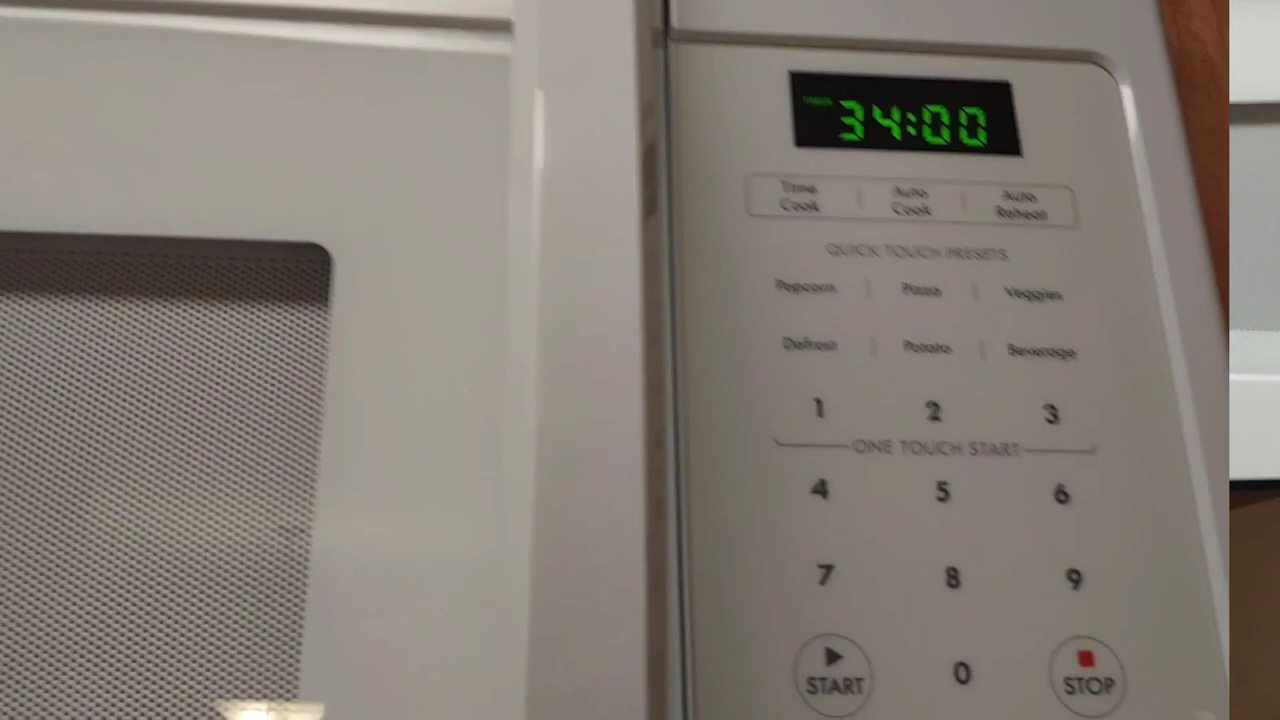 TIMER
34:00
Time Cook | Auto Cook | Auto Reheat
QUICK TOUCH PRESETS
Popcorn | Pizza | Veggies
Defrost | Potato | Beverage
1 2 3
ONE TOUCH START
4 5 6
7 8 9
START 0 STOP